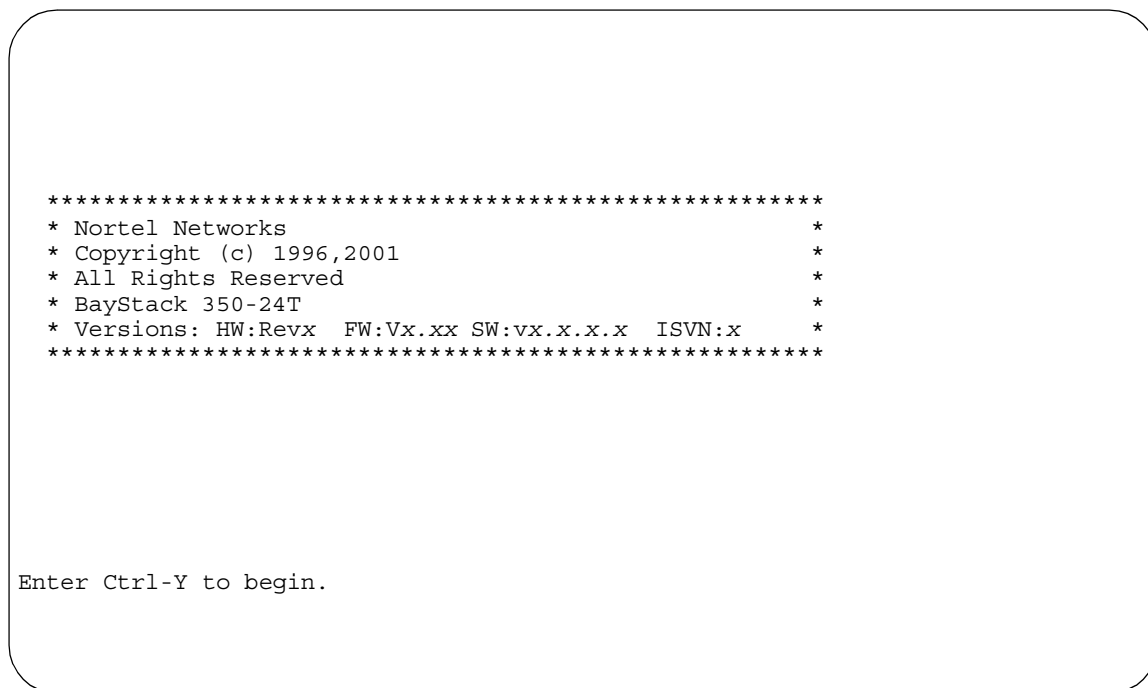 *******************************************************
* Nortel Networks                                     *
* Copyright (c) 1996,2001                             *
* All Rights Reserved                                 *
* BayStack 350-24T                                    *
* Versions: HW:Revx  FW:Vx.xx SW:vx.x.x.x  ISVN:x     *
*******************************************************
Enter Ctrl-Y to begin.